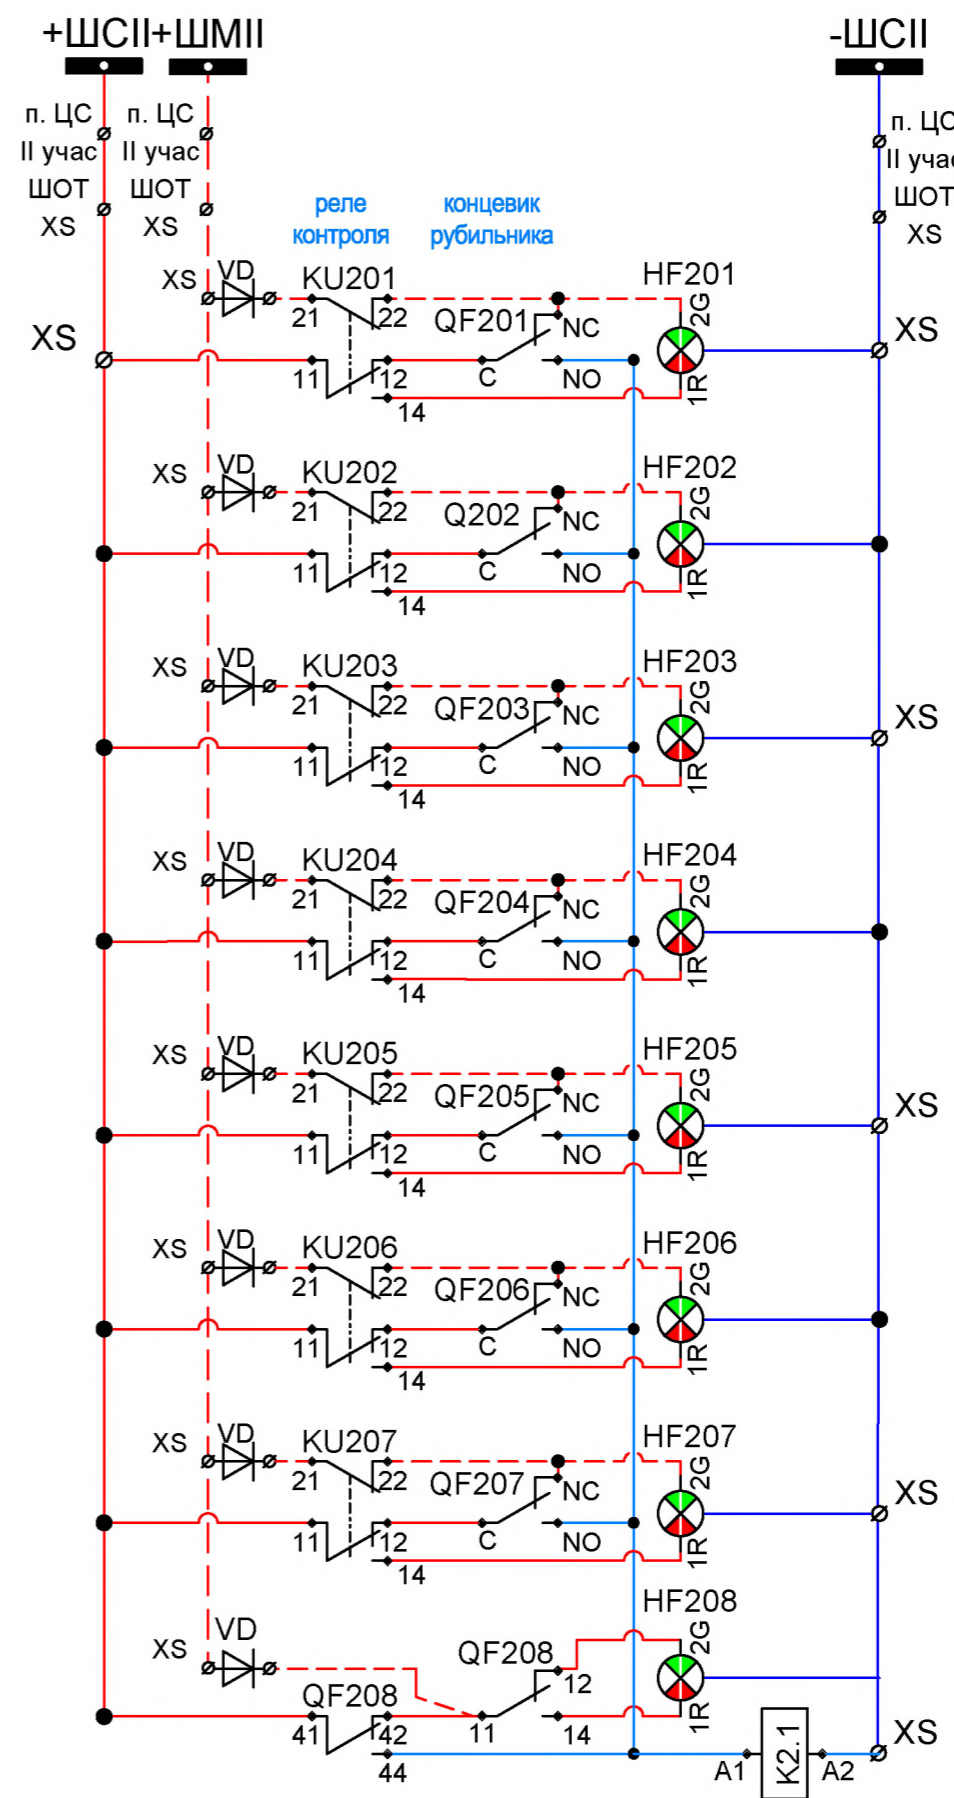 +ШСII +ШМII -ШСII
п. ЦС п. ЦС п. ЦС
II учас II учас II учас
ШОТ ШОТ ШОТ
XS XS XS
реле концевик
контроля рубильника
XS VD KU201 HF201
21 22 QF201 NC 2G
XS XS
11 12 C NO 1R
14
XS VD KU202 HF202
21 22 Q202 NC 2G
11 12 C NO 1R
14
XS VD KU203 HF203
21 22 QF203 NC 2G XS
11 12 C NO 1R
14
XS VD KU204 HF204
21 22 QF204 NC 2G
11 12 C NO 1R
14
XS VD KU205 HF205
21 22 QF205 NC 2G XS
11 12 C NO 1R
14
XS VD KU206 HF206
21 22 QF206 NC 2G
11 12 C NO 1R
14
XS VD KU207 HF207
21 22 QF207 NC 2G XS
11 12 C NO 1R
14
XS VD HF208
QF208 2G
QF208 12
41 42 11 14 1R XS
44 A1 K2.1 A2